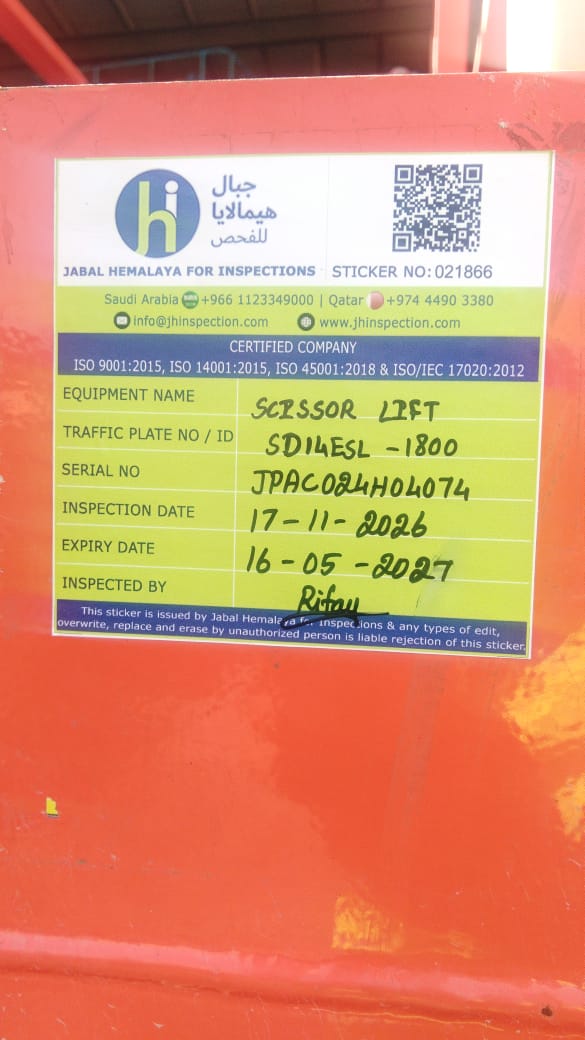 جبال
هيمالايا
للفحص
JABAL HEMALAYA FOR INSPECTIONS
STICKER NO: 021866
Saudi Arabia +966 1123349000 | Qatar +974 4490 3380
info@jhinspection.com www.jhinspection.com
CERTIFIED COMPANY
ISO 9001:2015, ISO 14001:2015, ISO 45001:2018 & ISO/IEC 17020:2012
EQUIPMENT NAME SCISSOR LIFT
TRAFFIC PLATE NO / ID SD14ESL -1800
SERIAL NO JPAC024H04074
INSPECTION DATE 17-11-2026
EXPIRY DATE 16-05-2027
INSPECTED BY Rifay
This sticker is issued by Jabal Hemalaya for Inspections & any types of edit,
overwrite, replace and erase by unauthorized person is liable rejection of this sticker.